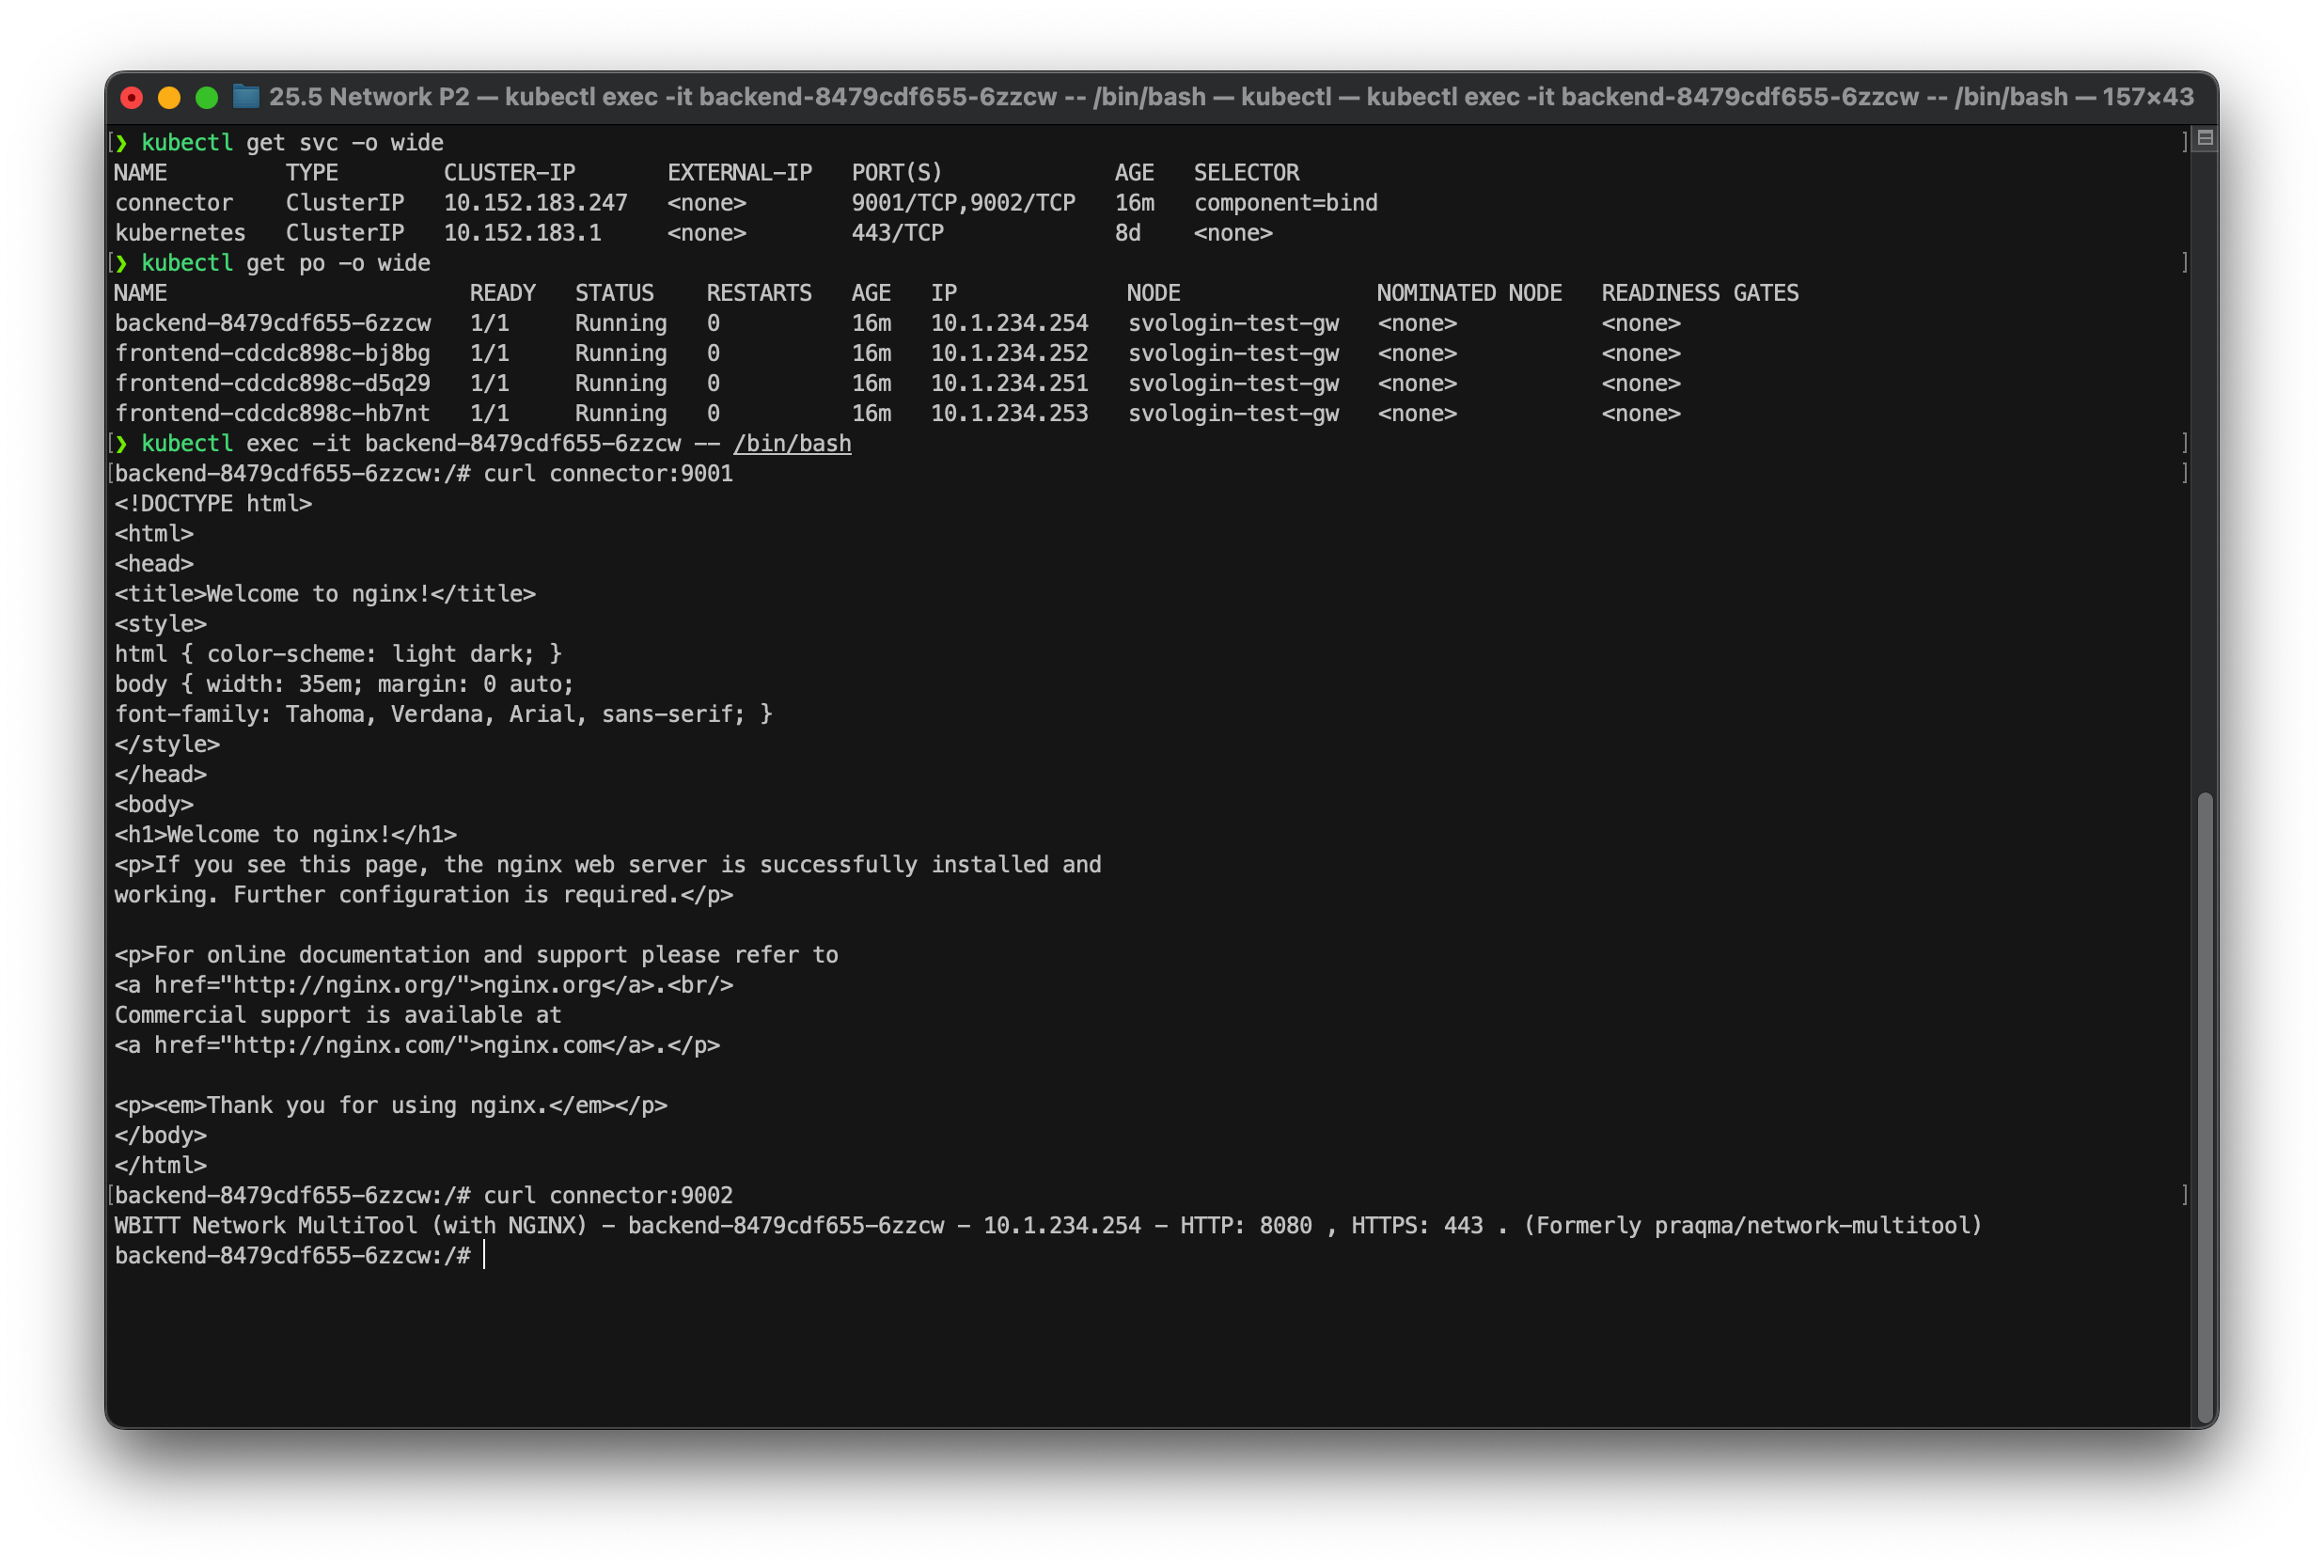 25.5 Network P2 — kubectl exec -it backend-8479cdf655-6zzcw -- /bin/bash — kubectl — kubectl exec -it backend-8479cdf655-6zzcw -- /bin/bash — 157×43
[❯ kubectl get svc -o wide ]
NAME         TYPE        CLUSTER-IP       EXTERNAL-IP   PORT(S)             AGE   SELECTOR
connector    ClusterIP   10.152.183.247   <none>        9001/TCP,9002/TCP   16m   component=bind
kubernetes   ClusterIP   10.152.183.1     <none>        443/TCP             8d    <none>
[❯ kubectl get po -o wide ]
NAME                       READY   STATUS    RESTARTS   AGE   IP             NODE               NOMINATED NODE   READINESS GATES
backend-8479cdf655-6zzcw   1/1     Running   0          16m   10.1.234.254   svologin-test-gw   <none>           <none>
frontend-cdcdc898c-bj8bg   1/1     Running   0          16m   10.1.234.252   svologin-test-gw   <none>           <none>
frontend-cdcdc898c-d5q29   1/1     Running   0          16m   10.1.234.251   svologin-test-gw   <none>           <none>
frontend-cdcdc898c-hb7nt   1/1     Running   0          16m   10.1.234.253   svologin-test-gw   <none>           <none>
[❯ kubectl exec -it backend-8479cdf655-6zzcw -- /bin/bash ]
[backend-8479cdf655-6zzcw:/# curl connector:9001 ]
<!DOCTYPE html>
<html>
<head>
<title>Welcome to nginx!</title>
<style>
html { color-scheme: light dark; }
body { width: 35em; margin: 0 auto;
font-family: Tahoma, Verdana, Arial, sans-serif; }
</style>
</head>
<body>
<h1>Welcome to nginx!</h1>
<p>If you see this page, the nginx web server is successfully installed and
working. Further configuration is required.</p>

<p>For online documentation and support please refer to
<a href="http://nginx.org/">nginx.org</a>.<br/>
Commercial support is available at
<a href="http://nginx.com/">nginx.com</a>.</p>

<p><em>Thank you for using nginx.</em></p>
</body>
</html>
[backend-8479cdf655-6zzcw:/# curl connector:9002 ]
WBITT Network MultiTool (with NGINX) - backend-8479cdf655-6zzcw - 10.1.234.254 - HTTP: 8080 , HTTPS: 443 . (Formerly praqma/network-multitool)
backend-8479cdf655-6zzcw:/#